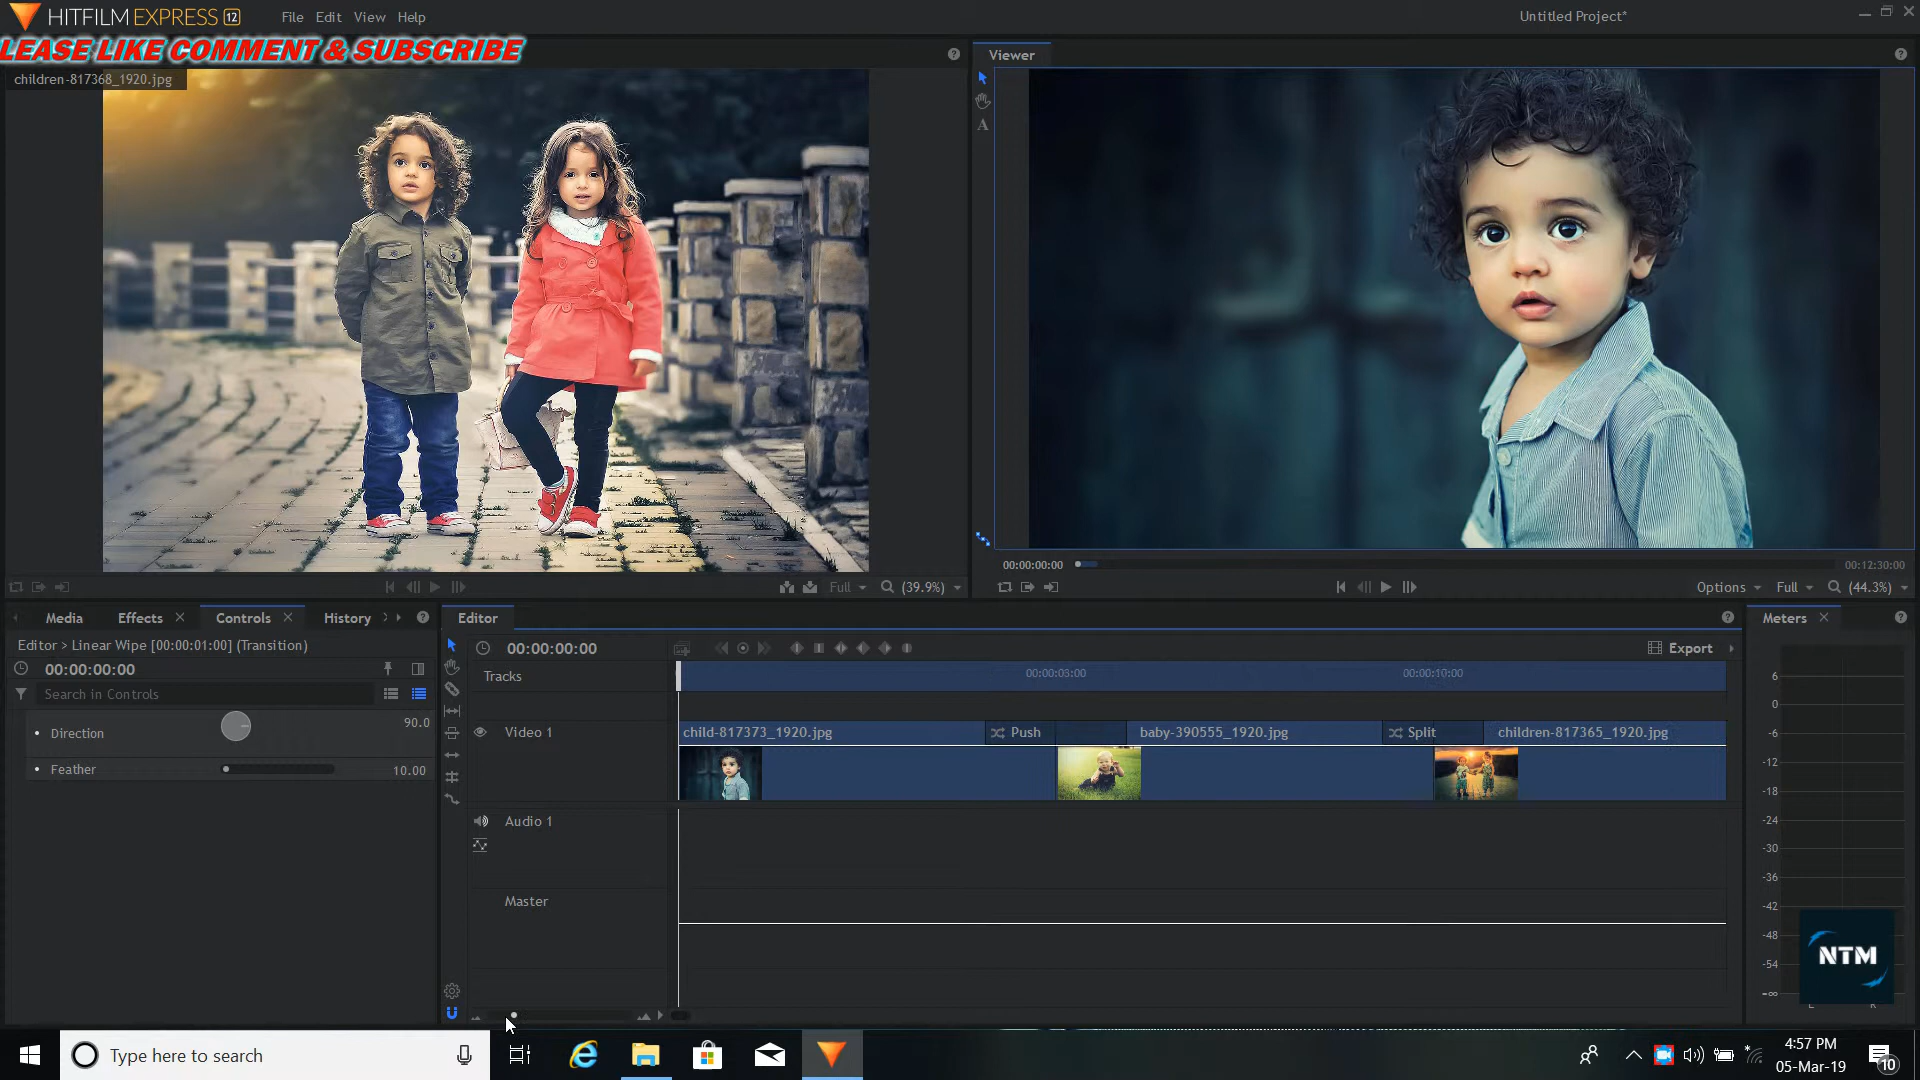 HITFILM EXPRESS 12
File Edit View Help
Untitled Project*
LEASE LIKE COMMENT & SUBSCRIBE
children-817368_1920.jpg
Viewer
A
00:00:00:00
00:12:30:00
Full (39.9%)
Options Full (44.3%)
Media Effects Controls History
Editor > Linear Wipe [00:00:01:00] (Transition)
00:00:00:00
Search in Controls
Direction 90.0
Feather 10.00
Editor
00:00:00:00
Export
Tracks
00:00:05:00 00:00:10:00
Video 1
child-817373_1920.jpg Push baby-390555_1920.jpg Split children-817365_1920.jpg
Audio 1
Master
Meters
6
0
-6
-12
-18
-24
-30
-36
-42
-48
-54
-∞
NTM
L R
Type here to search
4:57 PM
05-Mar-19
10